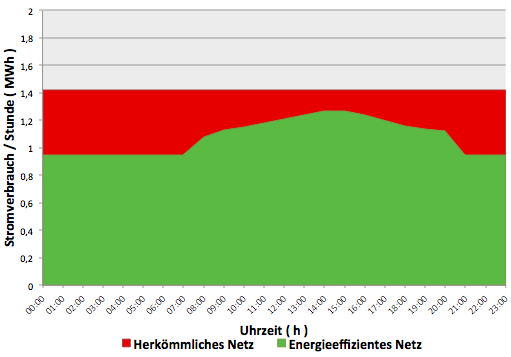 2
1,8
1,6
1,4
1,2
1
0,8
0,6
0,4
0,2
0
Stromverbrauch / Stunde ( MWh )
00:00 01:00 02:00 03:00 04:00 05:00 06:00 07:00 08:00 09:00 10:00 11:00 12:00 13:00 14:00 15:00 16:00 17:00 18:00 19:00 20:00 21:00 22:00 23:00
Uhrzeit ( h )
Herkömmliches Netz Energieeffizientes Netz